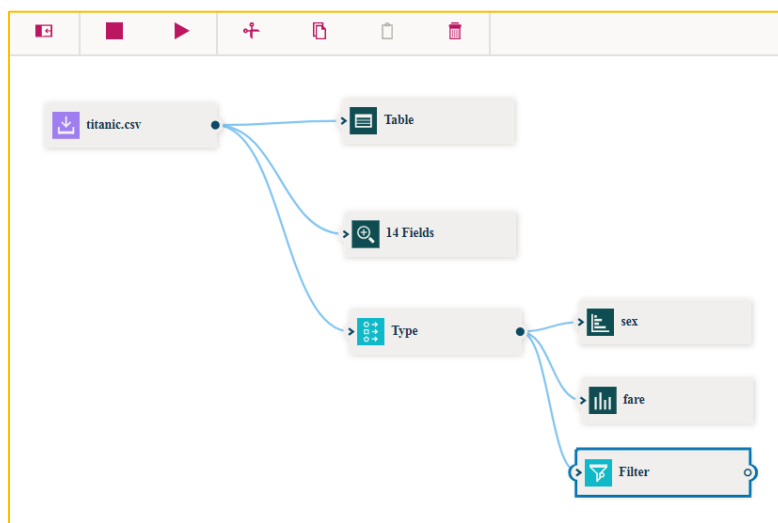 titanic.csv
Table
14 Fields
Type
sex
fare
Filter